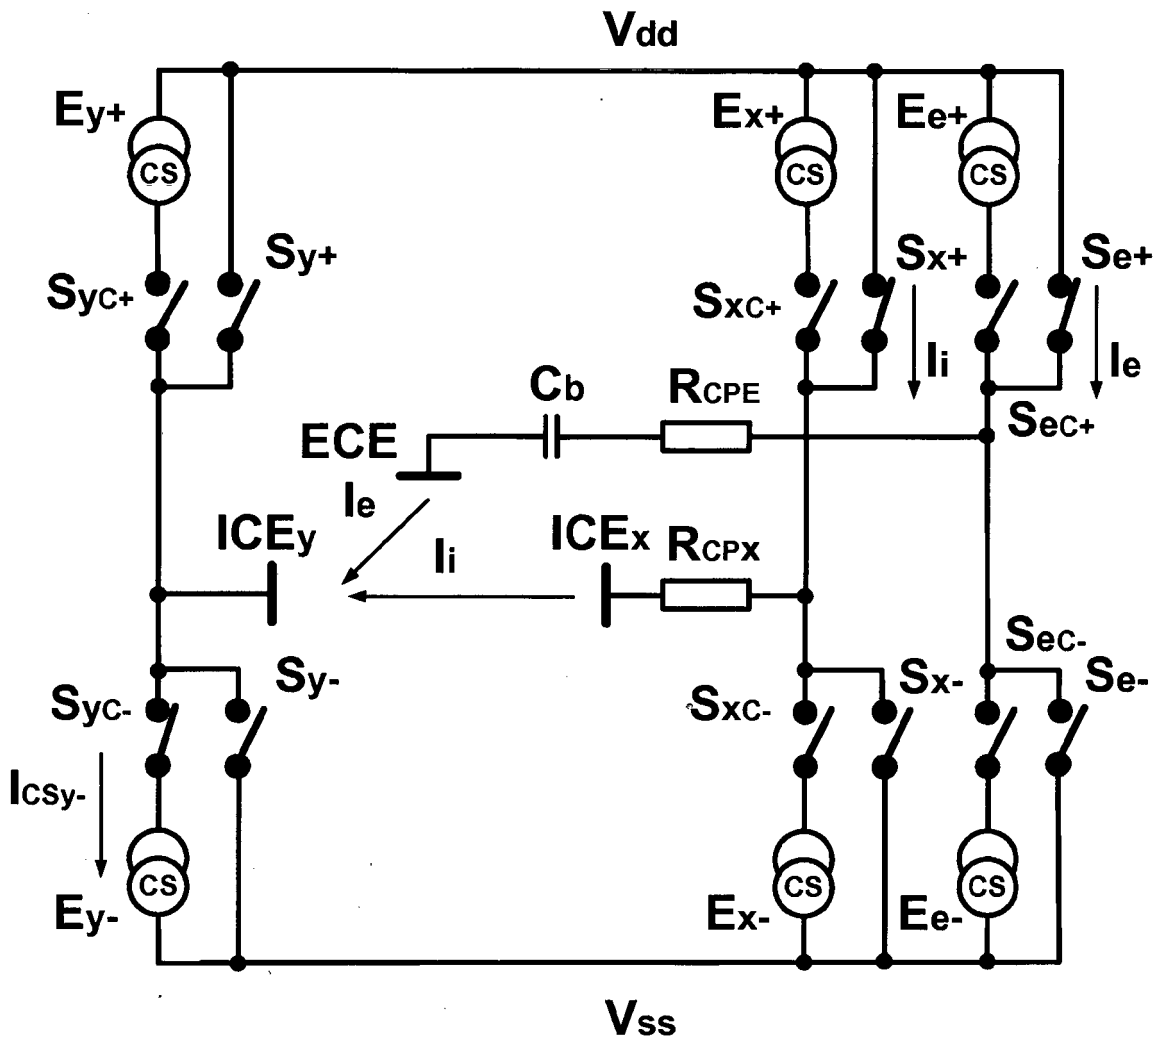 Vdd
Ey+
Ex+
Ee+
CS
CS
CS
Sy+
Sx+
Se+
SyC+
SxC+
Ii
Ie
Cb
RCPE
SeC+
ECE
Ie
ICEy
ICEx
RCPx
Ii
SeC-
Sy-
Sx-
Se-
SyC-
SxC-
ICSy-
CS
CS
CS
Ey-
Ex-
Ee-
Vss